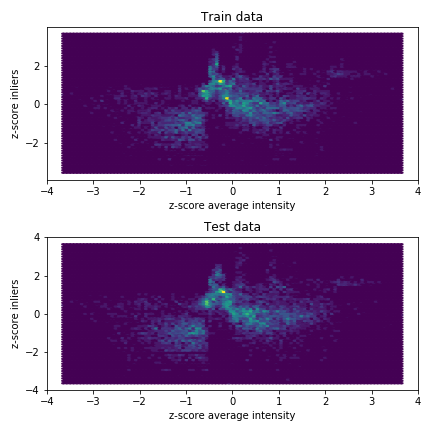 Train data
z-score inliers
2
0
−2
−4 −3 −2 −1 0 1 2 3 4
z-score average intensity
Test data
z-score inliers
4
2
0
−2
−4
−4 −3 −2 −1 0 1 2 3 4
z-score average intensity